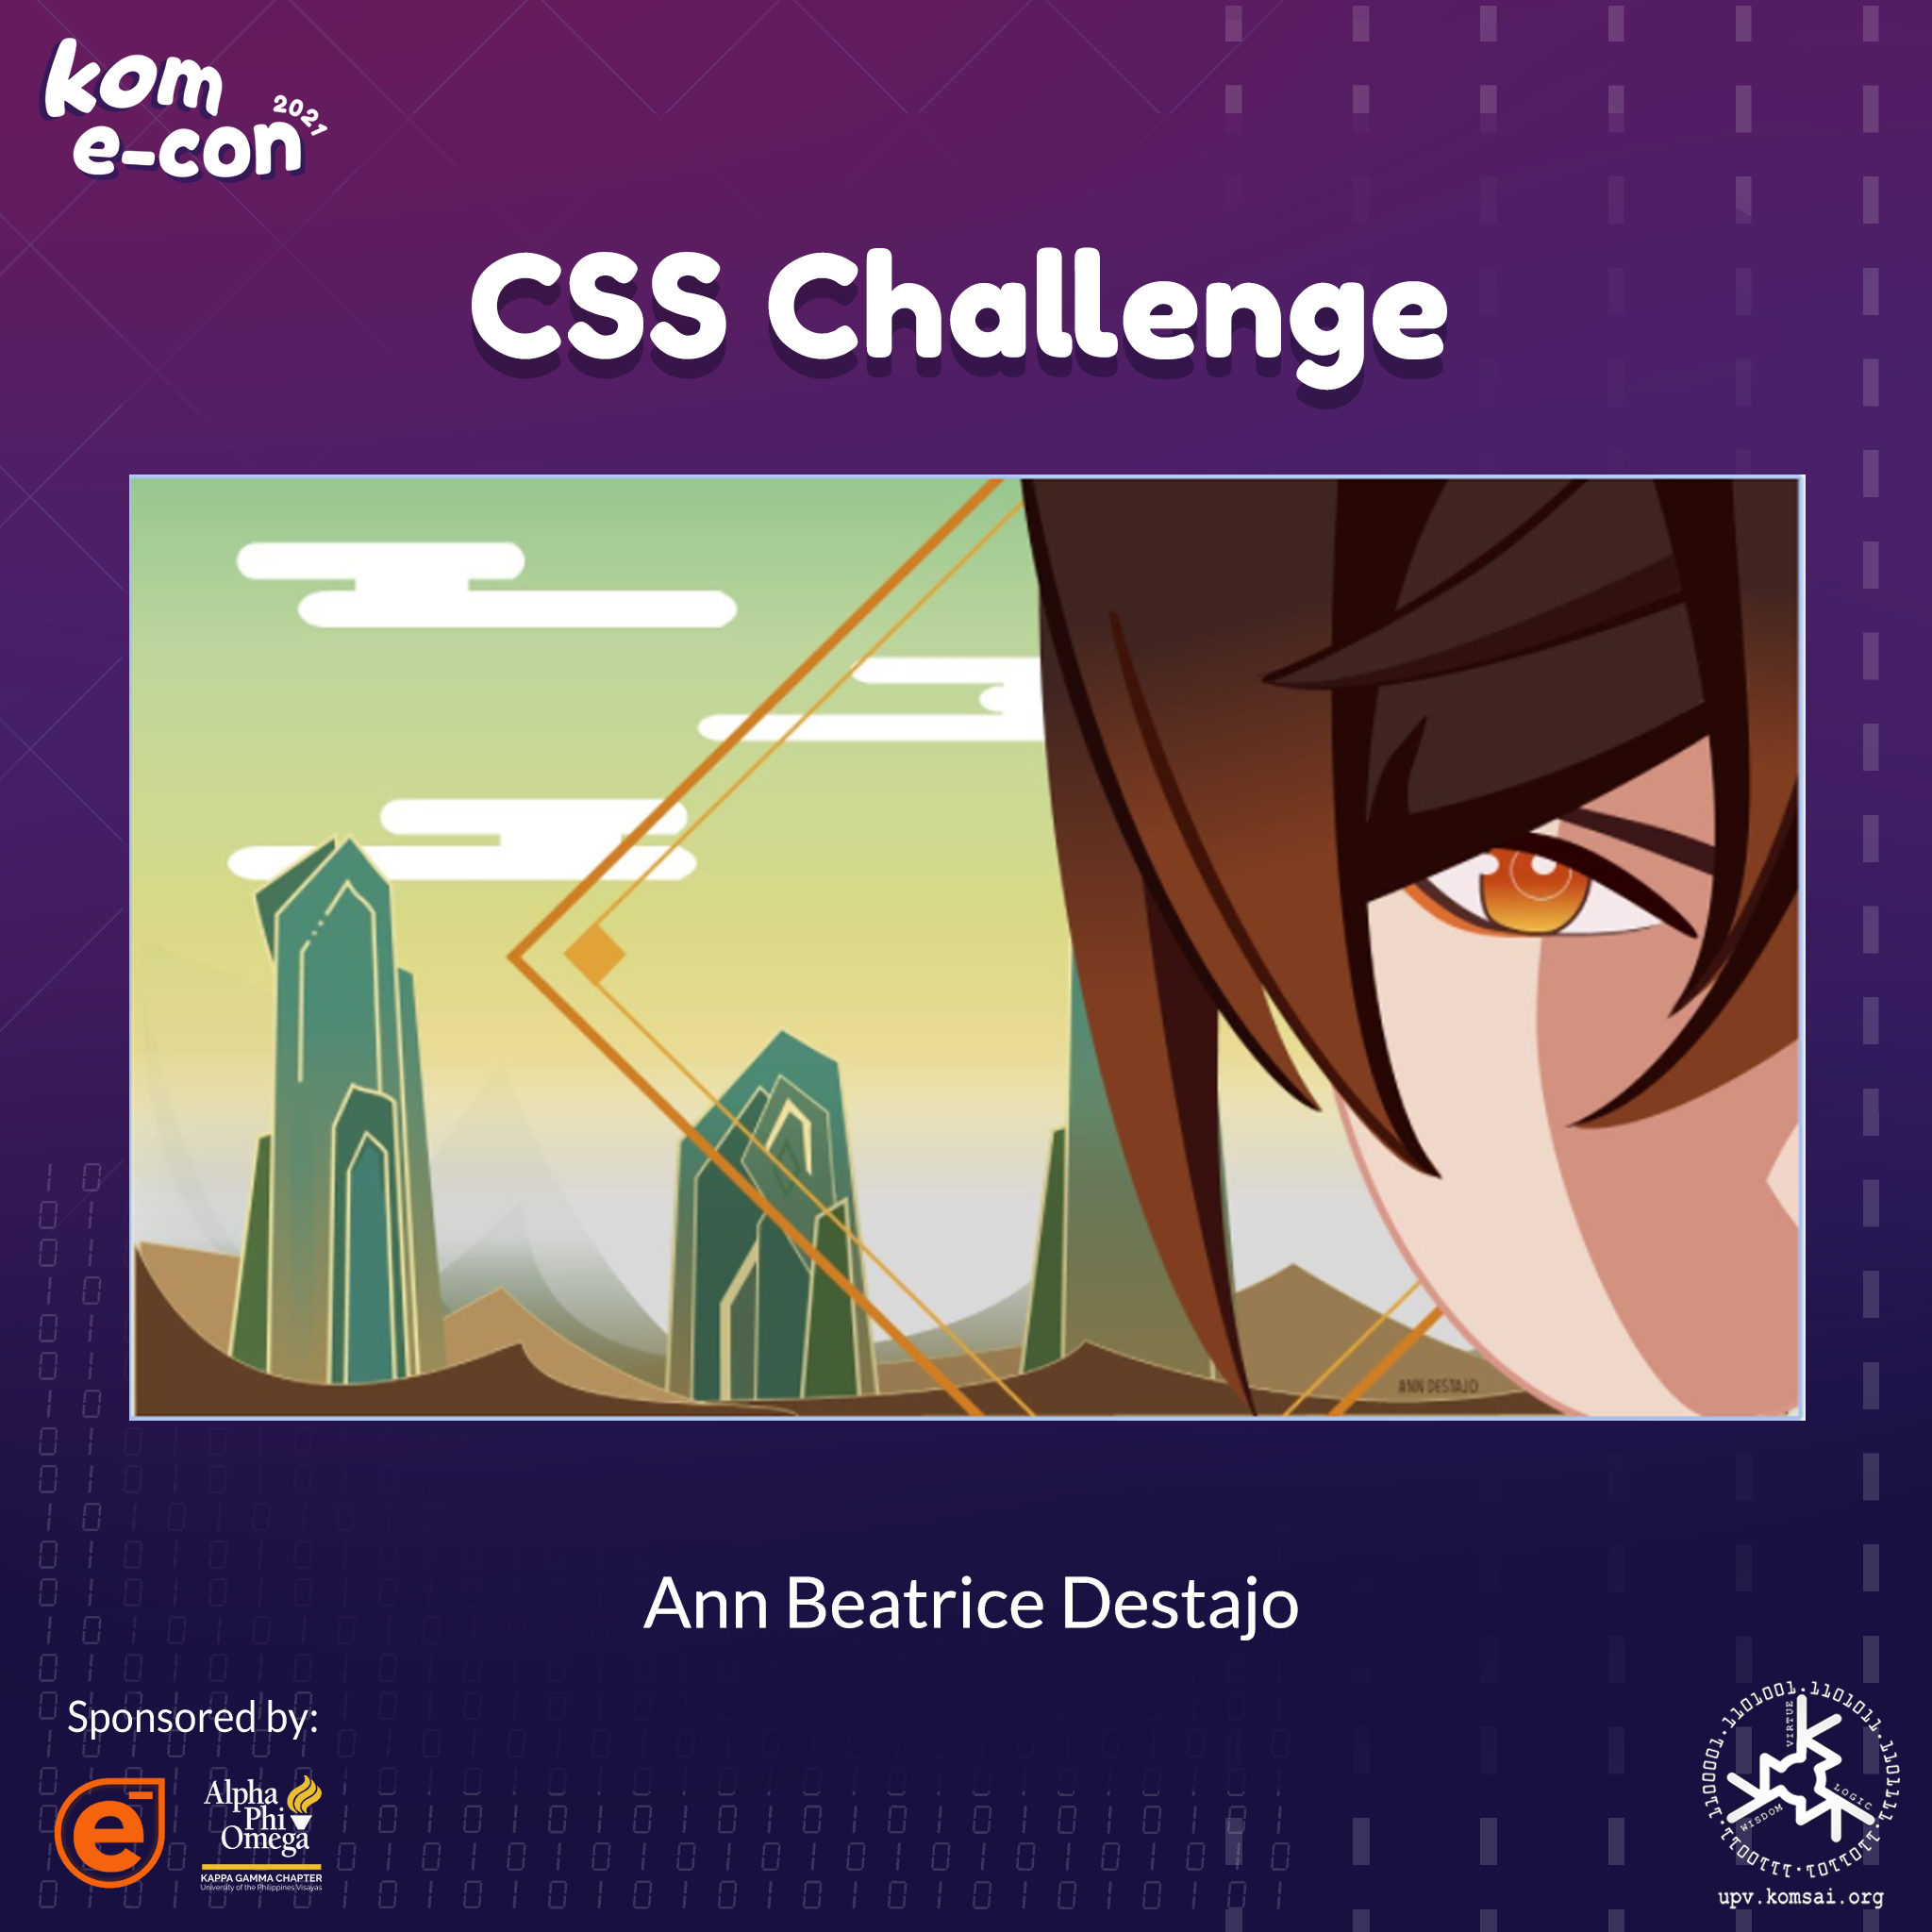 kom
e-con
2021
CSS Challenge
ANN DESTAJO
Ann Beatrice Destajo
Sponsored by:
e
Alpha
Phi
Omega
KAPPA GAMMA CHAPTER
University of the Philippines Visayas
VIRTUE
LOGIC
WISDOM
upv.komsai.org